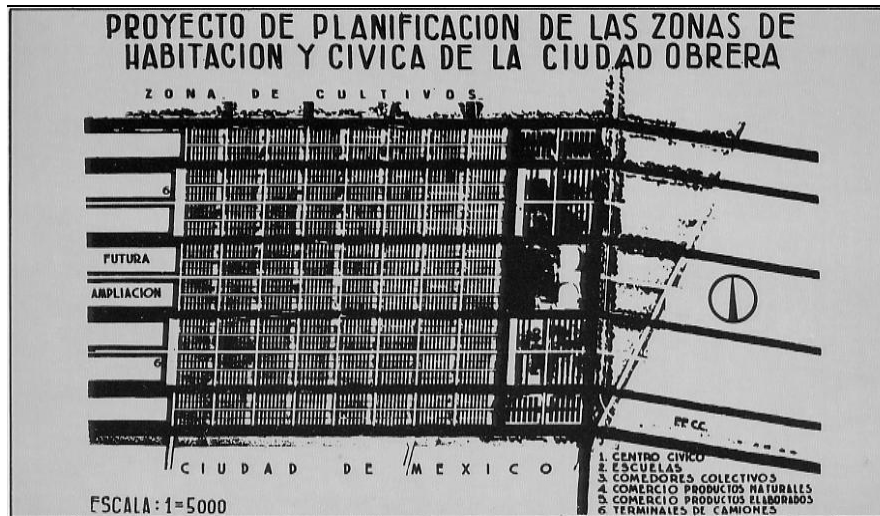 PROYECTO DE PLANIFICACION DE LAS ZONAS DE
HABITACION Y CIVICA DE LA CIUDAD OBRERA
ZONA DE CULTIVOS
6
FUTURA
AMPLIACION
6
FF.CC.
CIUDAD DE MEXICO
1. CENTRO CIVICO
2. ESCUELAS
3. COMEDORES COLECTIVOS
4. COMERCIO PRODUCTOS NATURALES
5. COMERCIO PRODUCTOS ELABORADOS
6. TERMINALES DE CAMIONES
ESCALA: 1=5000